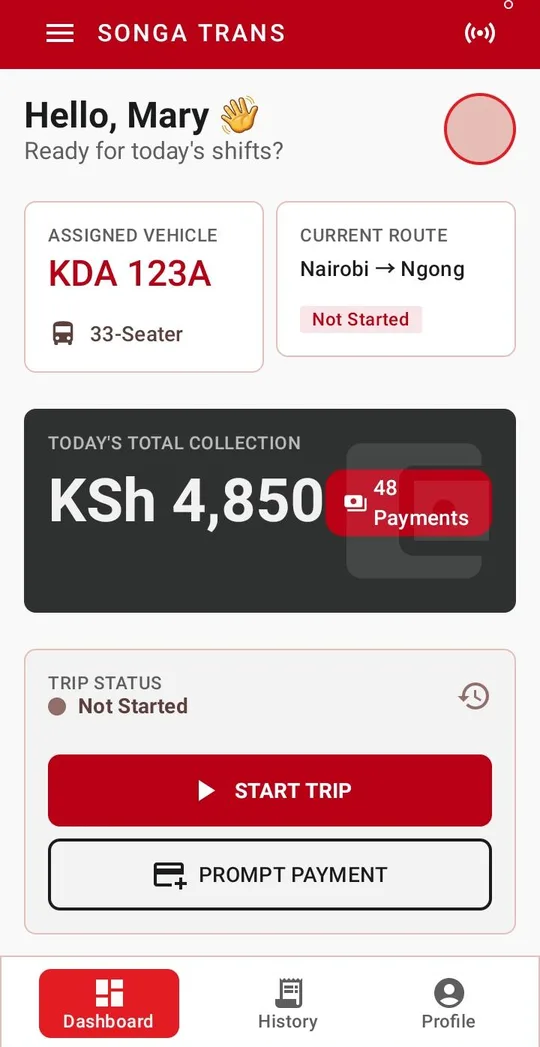 SONGA TRANS
Hello, Mary 👋
Ready for today's shifts?
ASSIGNED VEHICLE
KDA 123A
33-Seater
CURRENT ROUTE
Nairobi → Ngong
Not Started
TODAY'S TOTAL COLLECTION
KSh 4,850
48
Payments
TRIP STATUS
Not Started
START TRIP
PROMPT PAYMENT
Dashboard
History
Profile